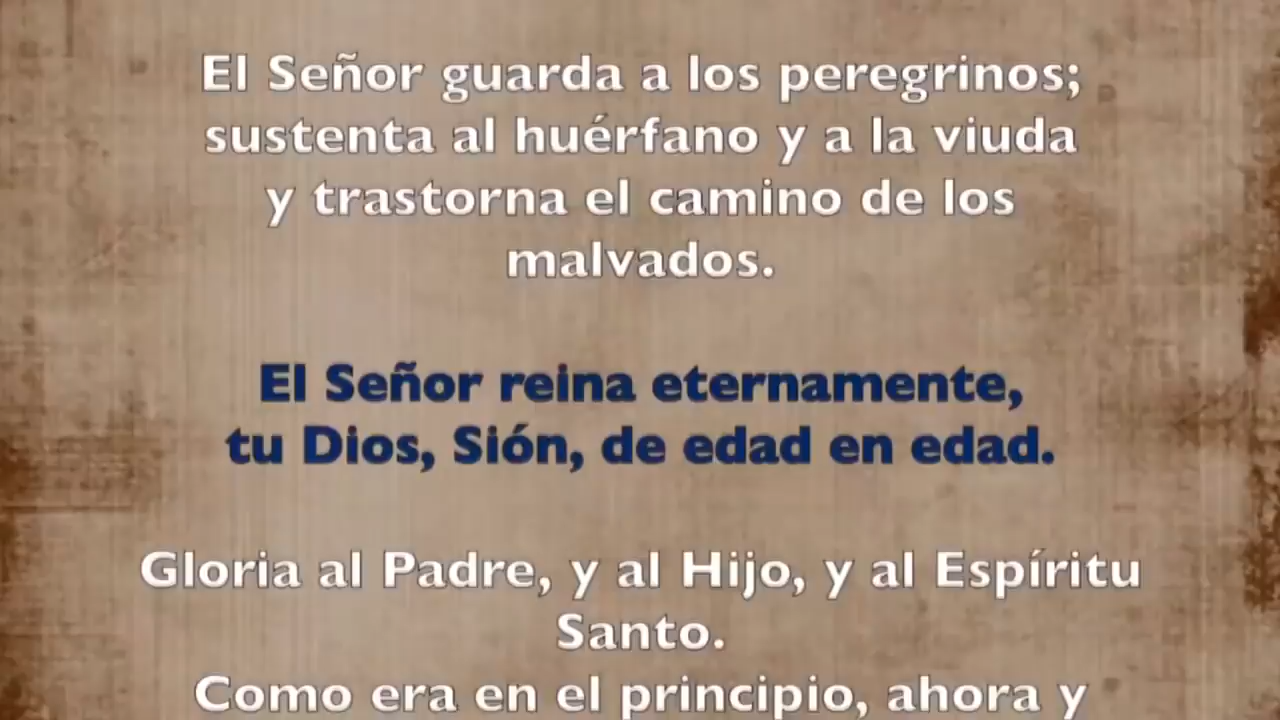 El Señor guarda a los peregrinos;
sustenta al huérfano y a la viuda
y trastorna el camino de los
malvados.
El Señor reina eternamente,
tu Dios, Sión, de edad en edad.
Gloria al Padre, y al Hijo, y al Espíritu
Santo.
Como era en el principio, ahora y